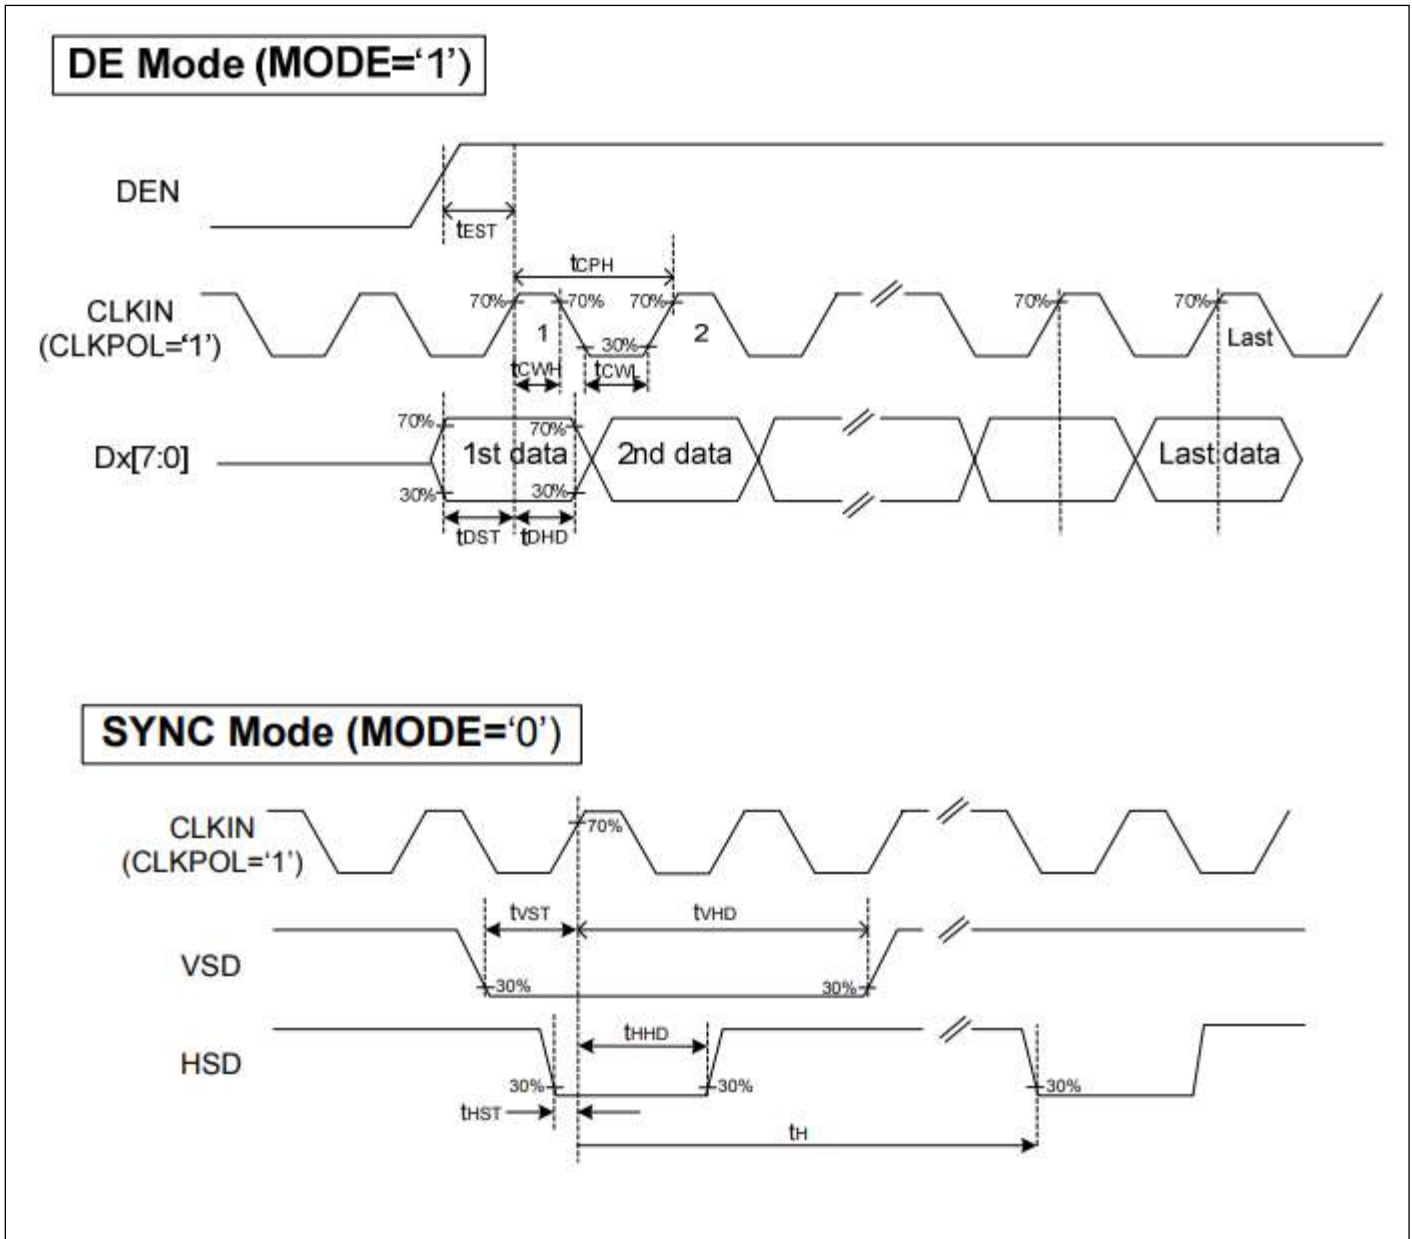 DE Mode (MODE=‘1’)
DEN
tEST
tCPH
CLKIN
(CLKPOL=‘1’)
70% 70% 70% 70% 70%
1 2 Last
30%
tCWH tCWL
70% 70%
Dx[7:0] 1st data 2nd data Last data
30% 30%
tDST tDHD
SYNC Mode (MODE=‘0’)
CLKIN
(CLKPOL=‘1’)
70%
tVST tVHD
VSD
30% 30%
tHHD
HSD
30% 30% 30%
tHST
tH